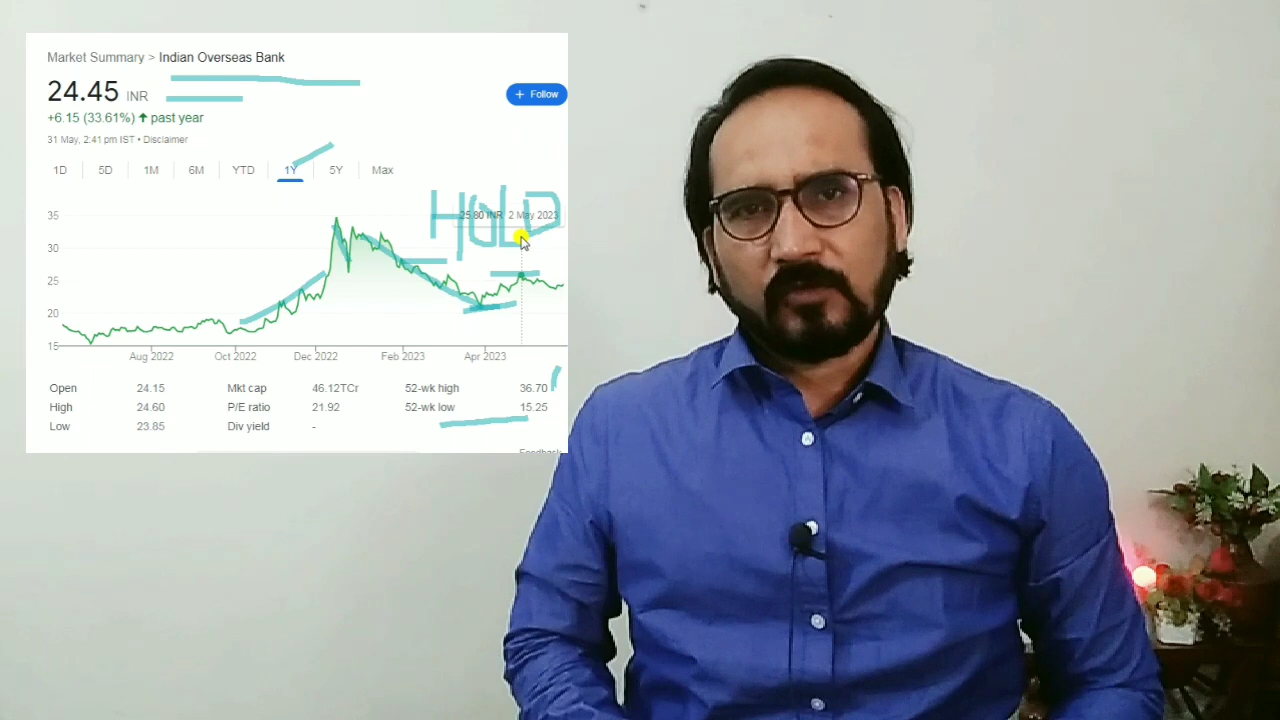 Market Summary > Indian Overseas Bank
24.45 INR
+ Follow
+6.15 (33.61%) ↑ past year
31 May, 2:41 pm IST • Disclaimer
1D 5D 1M 6M YTD 1Y 5Y Max
HOLD
25.80 INR 2 May 2023
35
30
25
20
15
Aug 2022 Oct 2022 Dec 2022 Feb 2023 Apr 2023
Open 24.15 Mkt cap 46.12TCr 52-wk high 36.70
High 24.60 P/E ratio 21.92 52-wk low 15.25
Low 23.85 Div yield -
Feedback